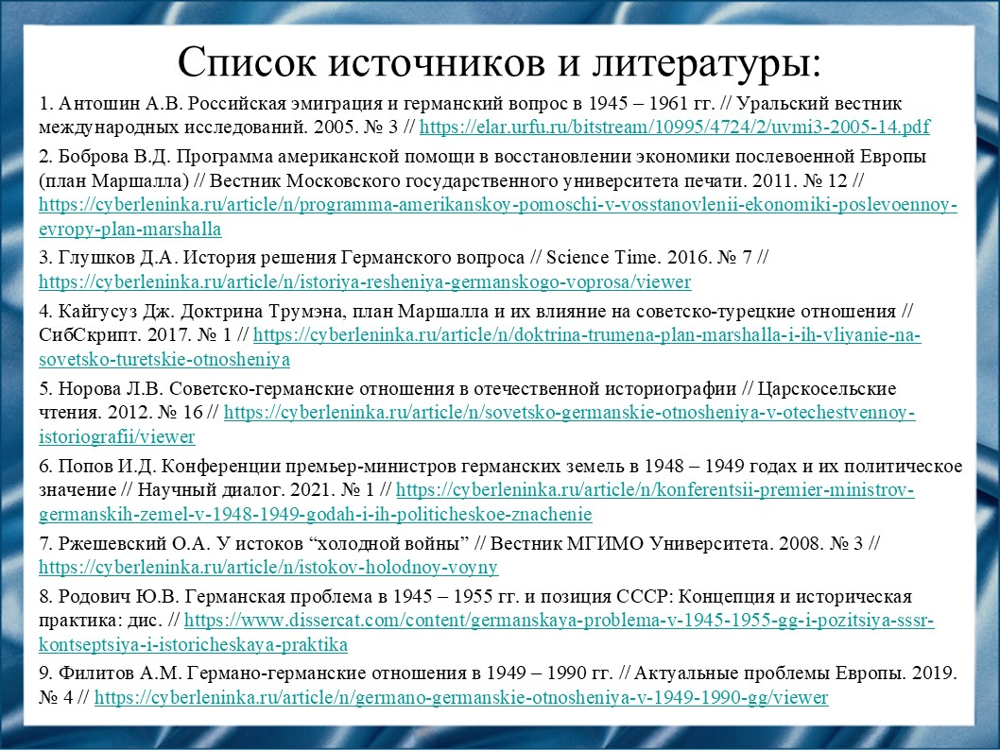 Список источников и литературы:
1. Антошин А.В. Российская эмиграция и германский вопрос в 1945 – 1961 гг. // Уральский вестник
международных исследований. 2005. № 3 // https://elar.urfu.ru/bitstream/10995/4724/2/uvmi3-2005-14.pdf
2. Боброва В.Д. Программа американской помощи в восстановлении экономики послевоенной Европы
(план Маршалла) // Вестник Московского государственного университета печати. 2011. № 12 //
https://cyberleninka.ru/article/n/programma-amerikanskoy-pomoschi-v-vosstanovlenii-ekonomiki-poslevoennoy-
evropy-plan-marshalla
3. Глушков Д.А. История решения Германского вопроса // Science Time. 2016. № 7 //
https://cyberleninka.ru/article/n/istoriya-resheniya-germanskogo-voprosa/viewer
4. Кайгусуз Дж. Доктрина Трумэна, план Маршалла и их влияние на советско-турецкие отношения //
СибСкрипт. 2017. № 1 // https://cyberleninka.ru/article/n/doktrina-trumena-plan-marshalla-i-ih-vliyanie-na-
sovetsko-turetskie-otnosheniya
5. Норова Л.В. Советско-германские отношения в отечественной историографии // Царскосельские
чтения. 2012. № 16 // https://cyberleninka.ru/article/n/sovetsko-germanskie-otnosheniya-v-otechestvennoy-
istoriografii/viewer
6. Попов И.Д. Конференции премьер-министров германских земель в 1948 – 1949 годах и их политическое
значение // Научный диалог. 2021. № 1 // https://cyberleninka.ru/article/n/konferentsii-premier-ministrov-
germanskih-zemel-v-1948-1949-godah-i-ih-politicheskoe-znachenie
7. Ржешевский О.А. У истоков “холодной войны” // Вестник МГИМО Университета. 2008. № 3 //
https://cyberleninka.ru/article/n/istokov-holodnoy-voyny
8. Родович Ю.В. Германская проблема в 1945 – 1955 гг. и позиция СССР: Концепция и историческая
практика: дис. // https://www.dissercat.com/content/germanskaya-problema-v-1945-1955-gg-i-pozitsiya-sssr-
kontseptsiya-i-istoricheskaya-praktika
9. Филитов А.М. Германо-германские отношения в 1949 – 1990 гг. // Актуальные проблемы Европы. 2019.
№ 4 // https://cyberleninka.ru/article/n/germano-germanskie-otnosheniya-v-1949-1990-gg/viewer